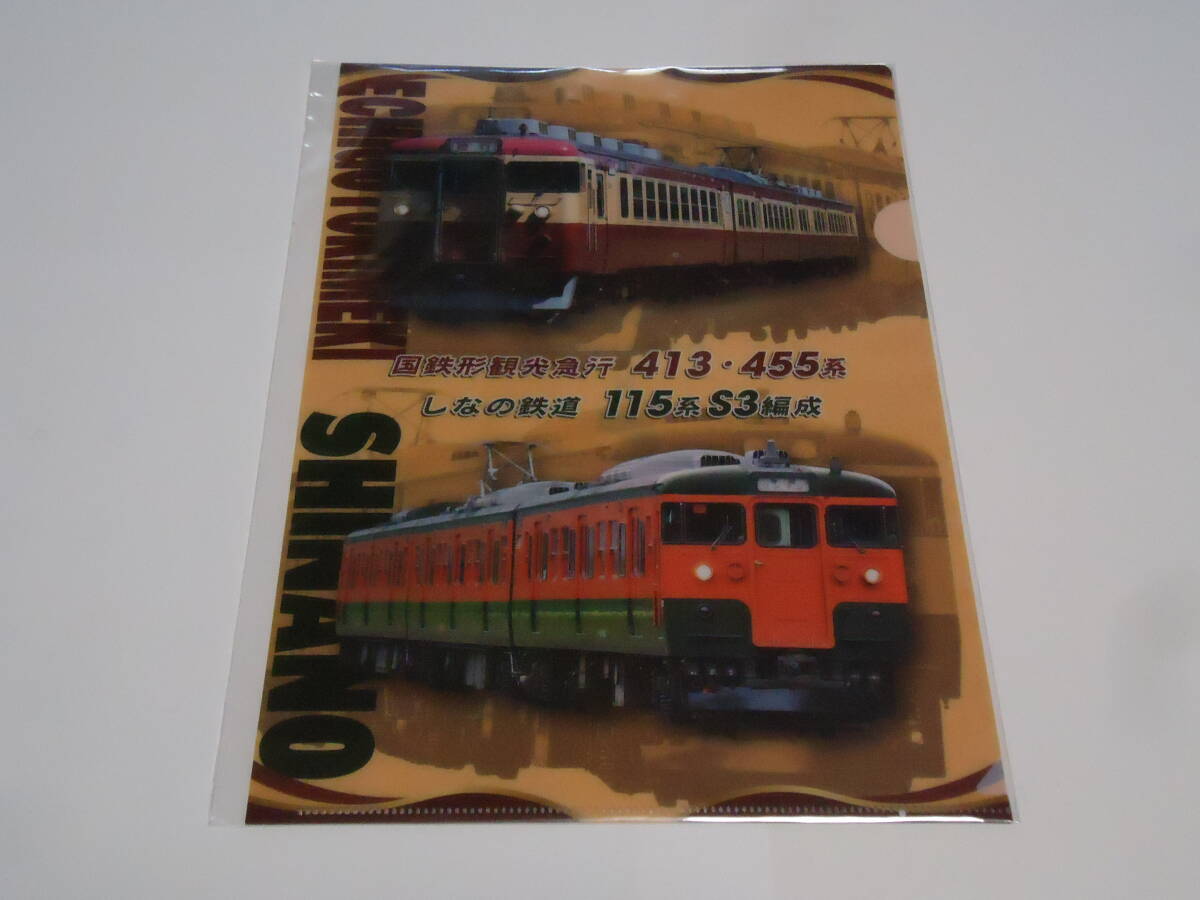 ECHIGOTOKIMEKI
国鉄形観光急行 413・455系
しなの鉄道 115系 S3編成
SHINANO